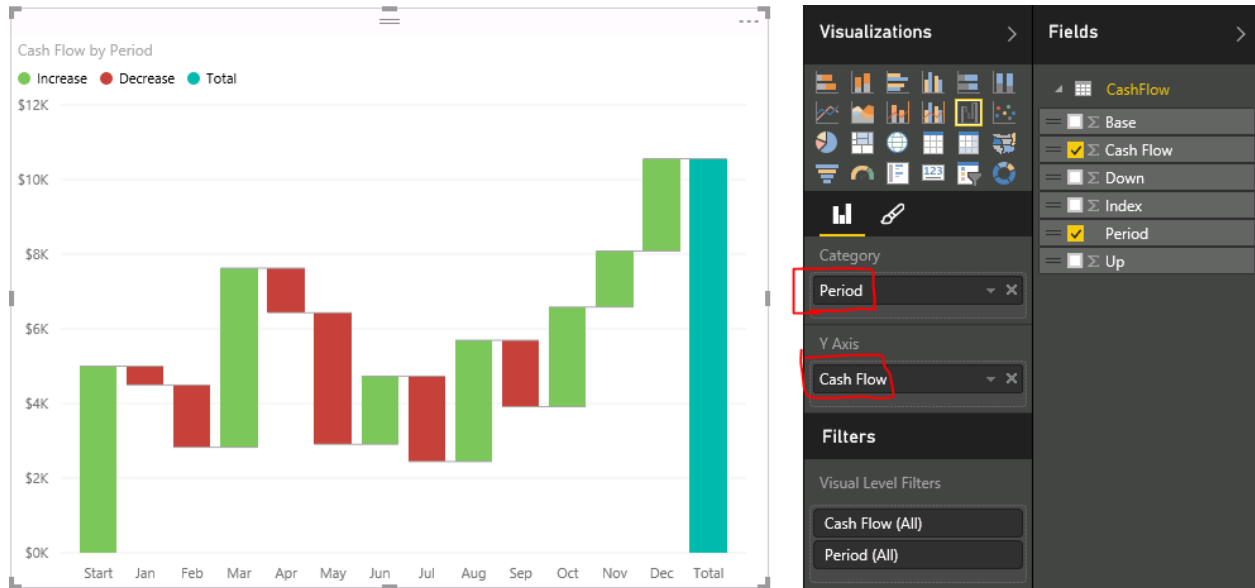 Cash Flow by Period
Increase Decrease Total
$12K
$10K
$8K
$6K
$4K
$2K
$0K
Start Jan Feb Mar Apr May Jun Jul Aug Sep Oct Nov Dec Total
Visualizations
123
Category
Period
Y Axis
Cash Flow
Filters
Visual Level Filters
Cash Flow (All)
Period (All)
Fields
CashFlow
Σ Base
Σ Cash Flow
Σ Down
Σ Index
Period
Σ Up